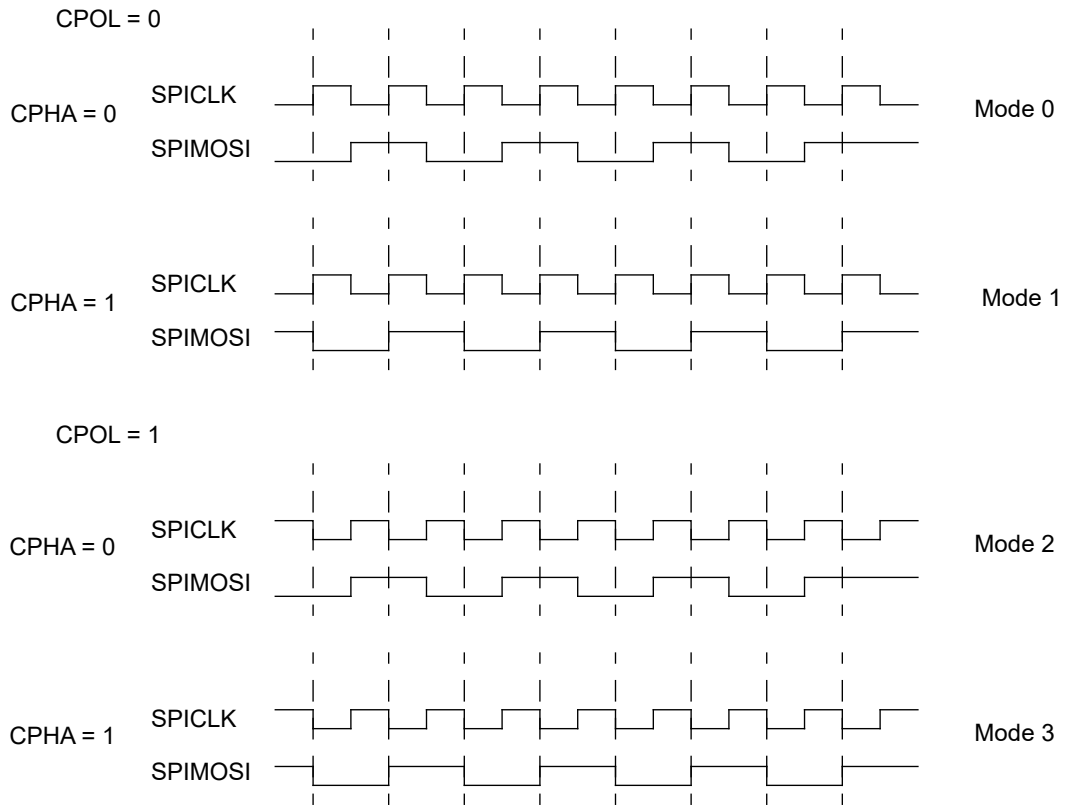 CPOL = 0
SPICLK
CPHA = 0
Mode 0
SPIMOSI
SPICLK
CPHA = 1
Mode 1
SPIMOSI
CPOL = 1
SPICLK
CPHA = 0
Mode 2
SPIMOSI
SPICLK
CPHA = 1
Mode 3
SPIMOSI